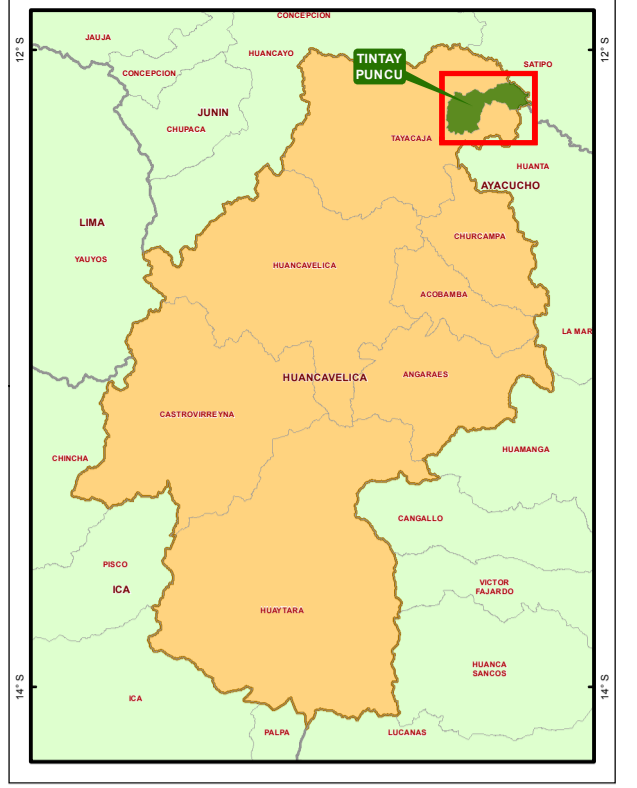 CONCEPCION
JAUJA
12° S
12° S
HUANCAYO
TINTAY
PUNCU
SATIPO
CONCEPCION
JUNIN
CHUPACA
TAYACAJA
HUANTA
AYACUCHO
LIMA
CHURCAMPA
YAUYOS
HUANCAVELICA
ACOBAMBA
LA MAR
HUANCAVELICA
ANGARAES
CASTROVIRREYNA
HUAMANGA
CHINCHA
CANGALLO
PISCO
ICA
VICTOR
FAJARDO
HUAYTARA
HUANCA
SANCOS
14° S
14° S
ICA
PALPA
LUCANAS